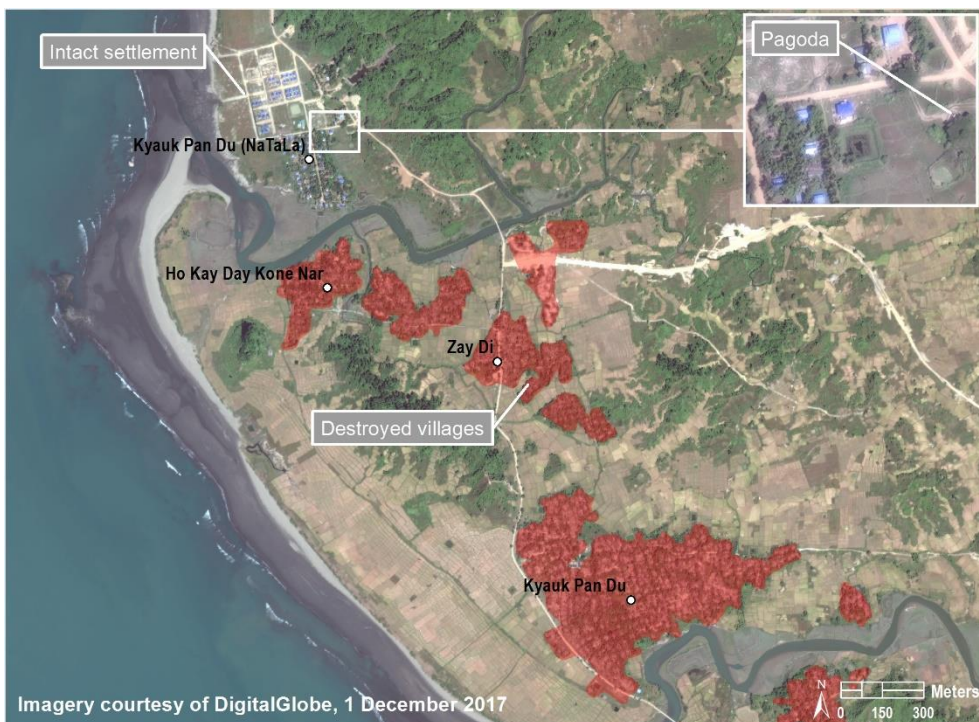 Intact settlement
Pagoda
Kyauk Pan Du (NaTaLa)
Ho Kay Day Kone Nar
Zay Di
Destroyed villages
Kyauk Pan Du
Imagery courtesy of DigitalGlobe, 1 December 2017
N
Meters
0 150 300